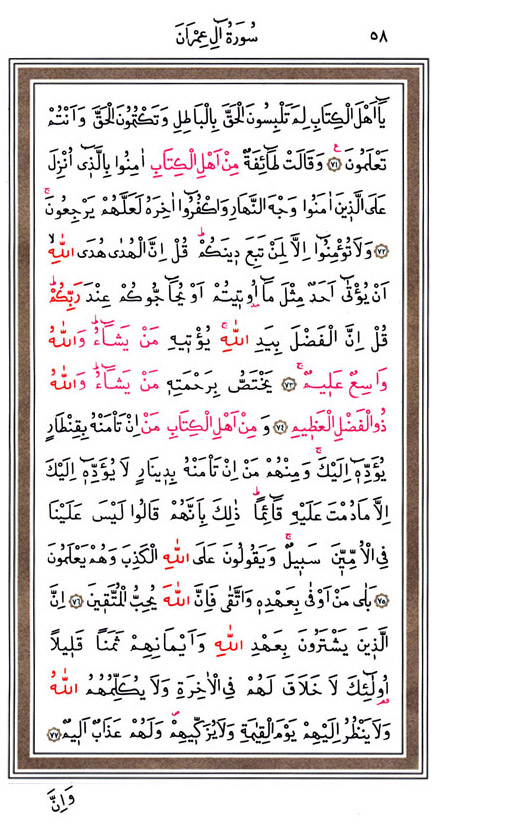 سُورَةُ اٰلِ عِمْرَانَ ٥٨
يَٓا اَهْلَ الْكِتَابِ لِمَ تَلْبِسُونَ الْحَقَّ بِالْبَاطِلِ وَتَكْتُمُونَ الْحَقَّ وَاَنْتُمْ
تَعْلَمُونَۚ ﴿٧١﴾ وَقَالَتْ طَٓائِفَةٌ مِنْ اَهْلِ الْكِتَابِ اٰمِنُوا بِالَّذ۪ٓي اُنْزِلَ
عَلَى الَّذ۪ينَ اٰمَنُوا وَجْهَ النَّهَارِ وَاكْفُرُٓوا اٰخِرَهُ لَعَلَّهُمْ يَرْجِعُونَۚ
﴿٧٢﴾ وَلَا تُؤْمِنُٓوا اِلَّا لِمَنْ تَبِعَ د۪ينَكُمْۜ قُلْ اِنَّ الْهُدٰى هُدَى اللّٰهِۙ
اَنْ يُؤْتٰٓى اَحَدٌ مِثْلَ مَٓا اُو۫ت۪يتُمْ اَوْ يُحَٓاجُّوكُمْ عِنْدَ رَبِّكُمْۜ
قُلْ اِنَّ الْفَضْلَ بِيَدِ اللّٰهِۚ يُؤْت۪يهِ مَنْ يَشَٓاءُۜ وَاللّٰهُ
وَاسِعٌ عَل۪يمٌۚ ﴿٧٣﴾ يَخْتَصُّ بِرَحْمَتِه۪ مَنْ يَشَٓاءُۜ وَاللّٰهُ
ذُوالْفَضْلِ الْعَظ۪يمِ ﴿٧٤﴾ وَمِنْ اَهْلِ الْكِتَابِ مَنْ اِنْ تَأْمَنْهُ بِقِنْطَارٍ
يُؤَدِّه۪ٓ اِلَيْكَۚ وَمِنْهُمْ مَنْ اِنْ تَأْمَنْهُ بِد۪ينَارٍ لَا يُؤَدِّه۪ٓ اِلَيْكَ
اِلَّا مَا دُمْتَ عَلَيْهِ قَٓائِمًاۜ ذٰلِكَ بِاَنَّهُمْ قَالُوا لَيْسَ عَلَيْنَا
فِي الْاُمِّيّ۪نَ سَب۪يلٌۚ وَيَقُولُونَ عَلَى اللّٰهِ الْكَذِبَ وَهُمْ يَعْلَمُونَ
﴿٧٥﴾ بَلٰى مَنْ اَوْفٰى بِعَهْدِه۪ وَاتَّقٰى فَاِنَّ اللّٰهَ يُحِبُّ الْمُتَّق۪ينَ ﴿٧٦﴾ اِنَّ
الَّذ۪ينَ يَشْتَرُونَ بِعَهْدِ اللّٰهِ وَاَيْمَانِهِمْ ثَمَنًا قَل۪يلًا
اُو۬لٰٓئِكَ لَا خَلَاقَ لَهُمْ فِي الْاٰخِرَةِ وَلَا يُكَلِّمُهُمُ اللّٰهُ
وَلَا يَنْظُرُ اِلَيْهِمْ يَوْمَ الْقِيٰمَةِ وَلَا يُزَكّ۪يهِمْۖ وَلَهُمْ عَذَابٌ اَل۪يمٌ ﴿٧٧﴾
وَاِنَّ